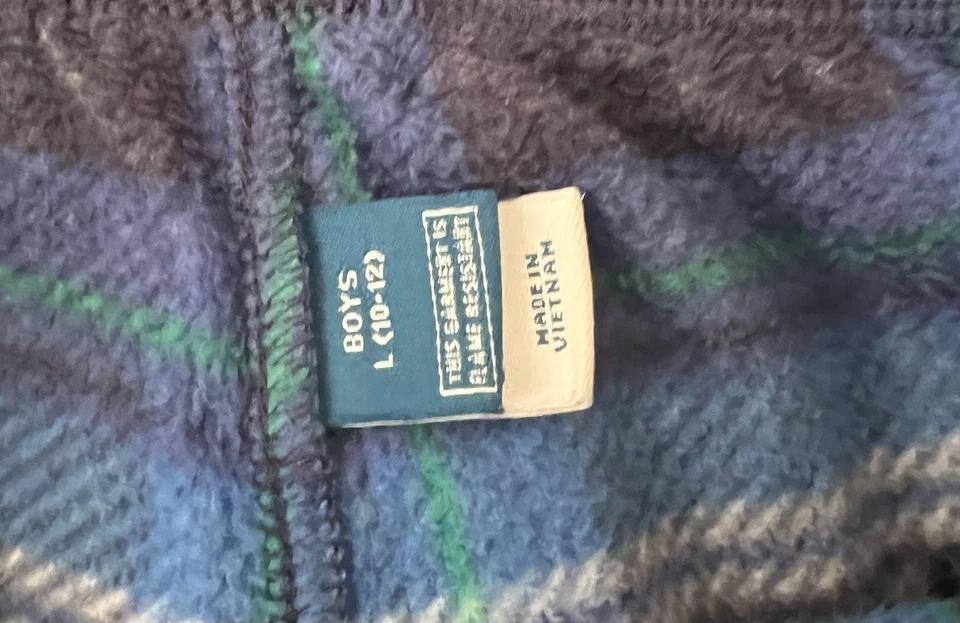 BOYS
L (10-12)
THIS GARMENT IS
FLAME RESISTANT
MADE IN
VIETNAM